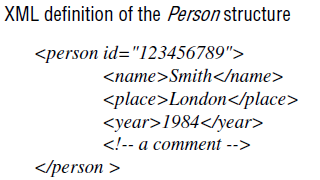 XML definition of the Person structure
<person id="123456789">
<name>Smith</name>
<place>London</place>
<year>1984</year>
<!-- a comment -->
</person >